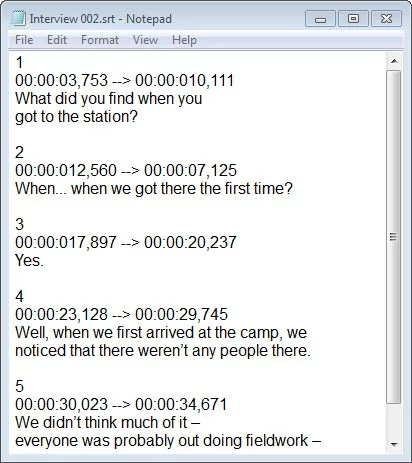 Interview 002.srt - Notepad
File Edit Format View Help
1
00:00:03,753 --> 00:00:010,111
What did you find when you
got to the station?
2
00:00:012,560 --> 00:00:07,125
When... when we got there the first time?
3
00:00:017,897 --> 00:00:20,237
Yes.
4
00:00:23,128 --> 00:00:29,745
Well, when we first arrived at the camp, we
noticed that there weren’t any people there.
5
00:00:30,023 --> 00:00:34,671
We didn’t think much of it –
everyone was probably out doing fieldwork –